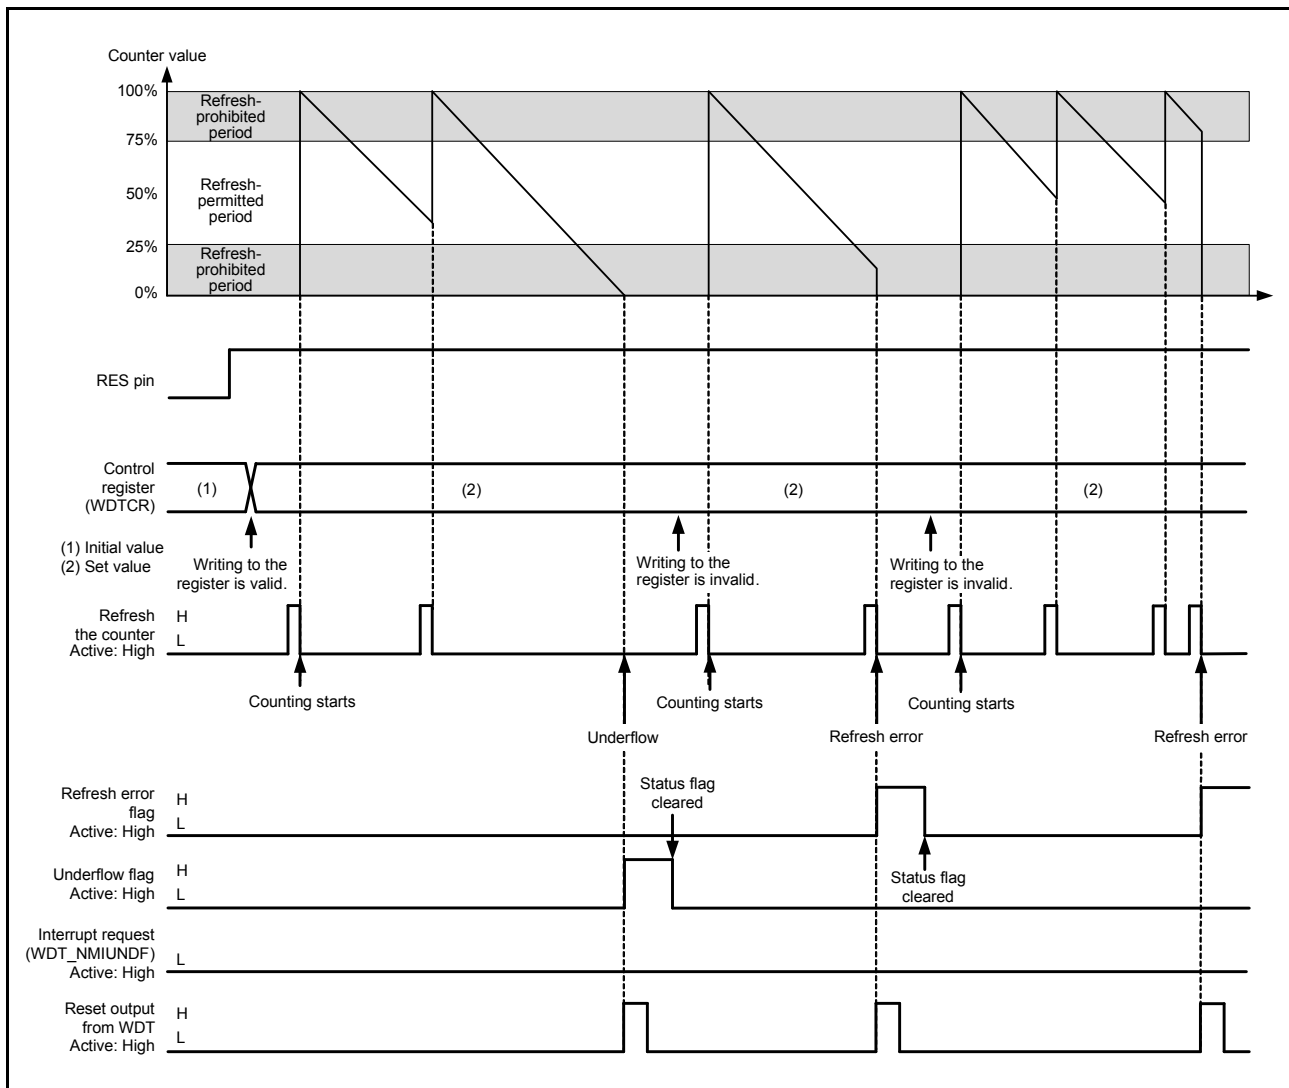 Counter value
100%
Refresh-
prohibited
period
75%
50%
Refresh-
permitted
period
25%
Refresh-
prohibited
period
0%
RES pin
Control
register
(WDTCR)
(1)
(2)
(2)
(2)
(1) Initial value
(2) Set value
Writing to the
register is valid.
Writing to the
register is invalid.
Writing to the
register is invalid.
Refresh
the counter
Active: High
H
L
Counting starts
Counting starts
Counting starts
Underflow
Refresh error
Refresh error
Refresh error
flag
Active: High
H
L
Status flag
cleared
Underflow flag
Active: High
H
L
Status flag
cleared
Interrupt request
(WDT_NMIUNDF)
Active: High
L
Reset output
from WDT
Active: High
H
L